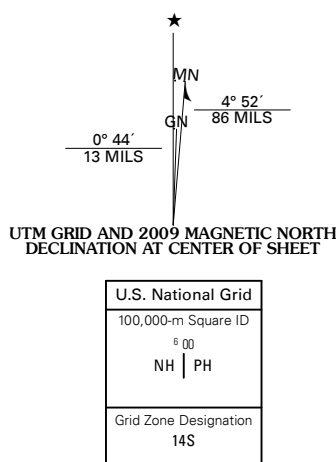 ★
MN
4° 52´
86 MILS
GN
0° 44´
13 MILS
UTM GRID AND 2009 MAGNETIC NORTH
DECLINATION AT CENTER OF SHEET
U.S. National Grid
100,000-m Square ID
6 00
NH | PH
Grid Zone Designation
14S